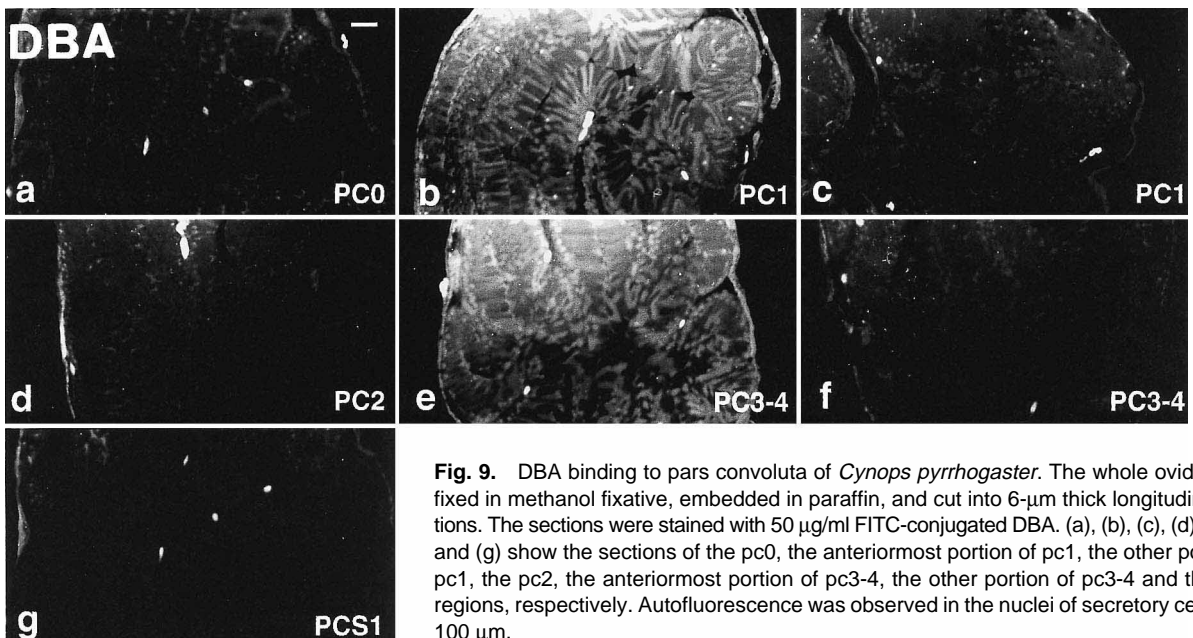 DBA
a PC0
b PC1
c PC1
d PC2
e PC3-4
f PC3-4
g PCS1
Fig. 9. DBA binding to pars convoluta of Cynops pyrrhogaster. The whole ovid
fixed in methanol fixative, embedded in paraffin, and cut into 6-μm thick longitudi
tions. The sections were stained with 50 μg/ml FITC-conjugated DBA. (a), (b), (c), (d)
and (g) show the sections of the pc0, the anteriormost portion of pc1, the other po
pc1, the pc2, the anteriormost portion of pc3-4, the other portion of pc3-4 and th
regions, respectively. Autofluorescence was observed in the nuclei of secretory ce
100 μm.